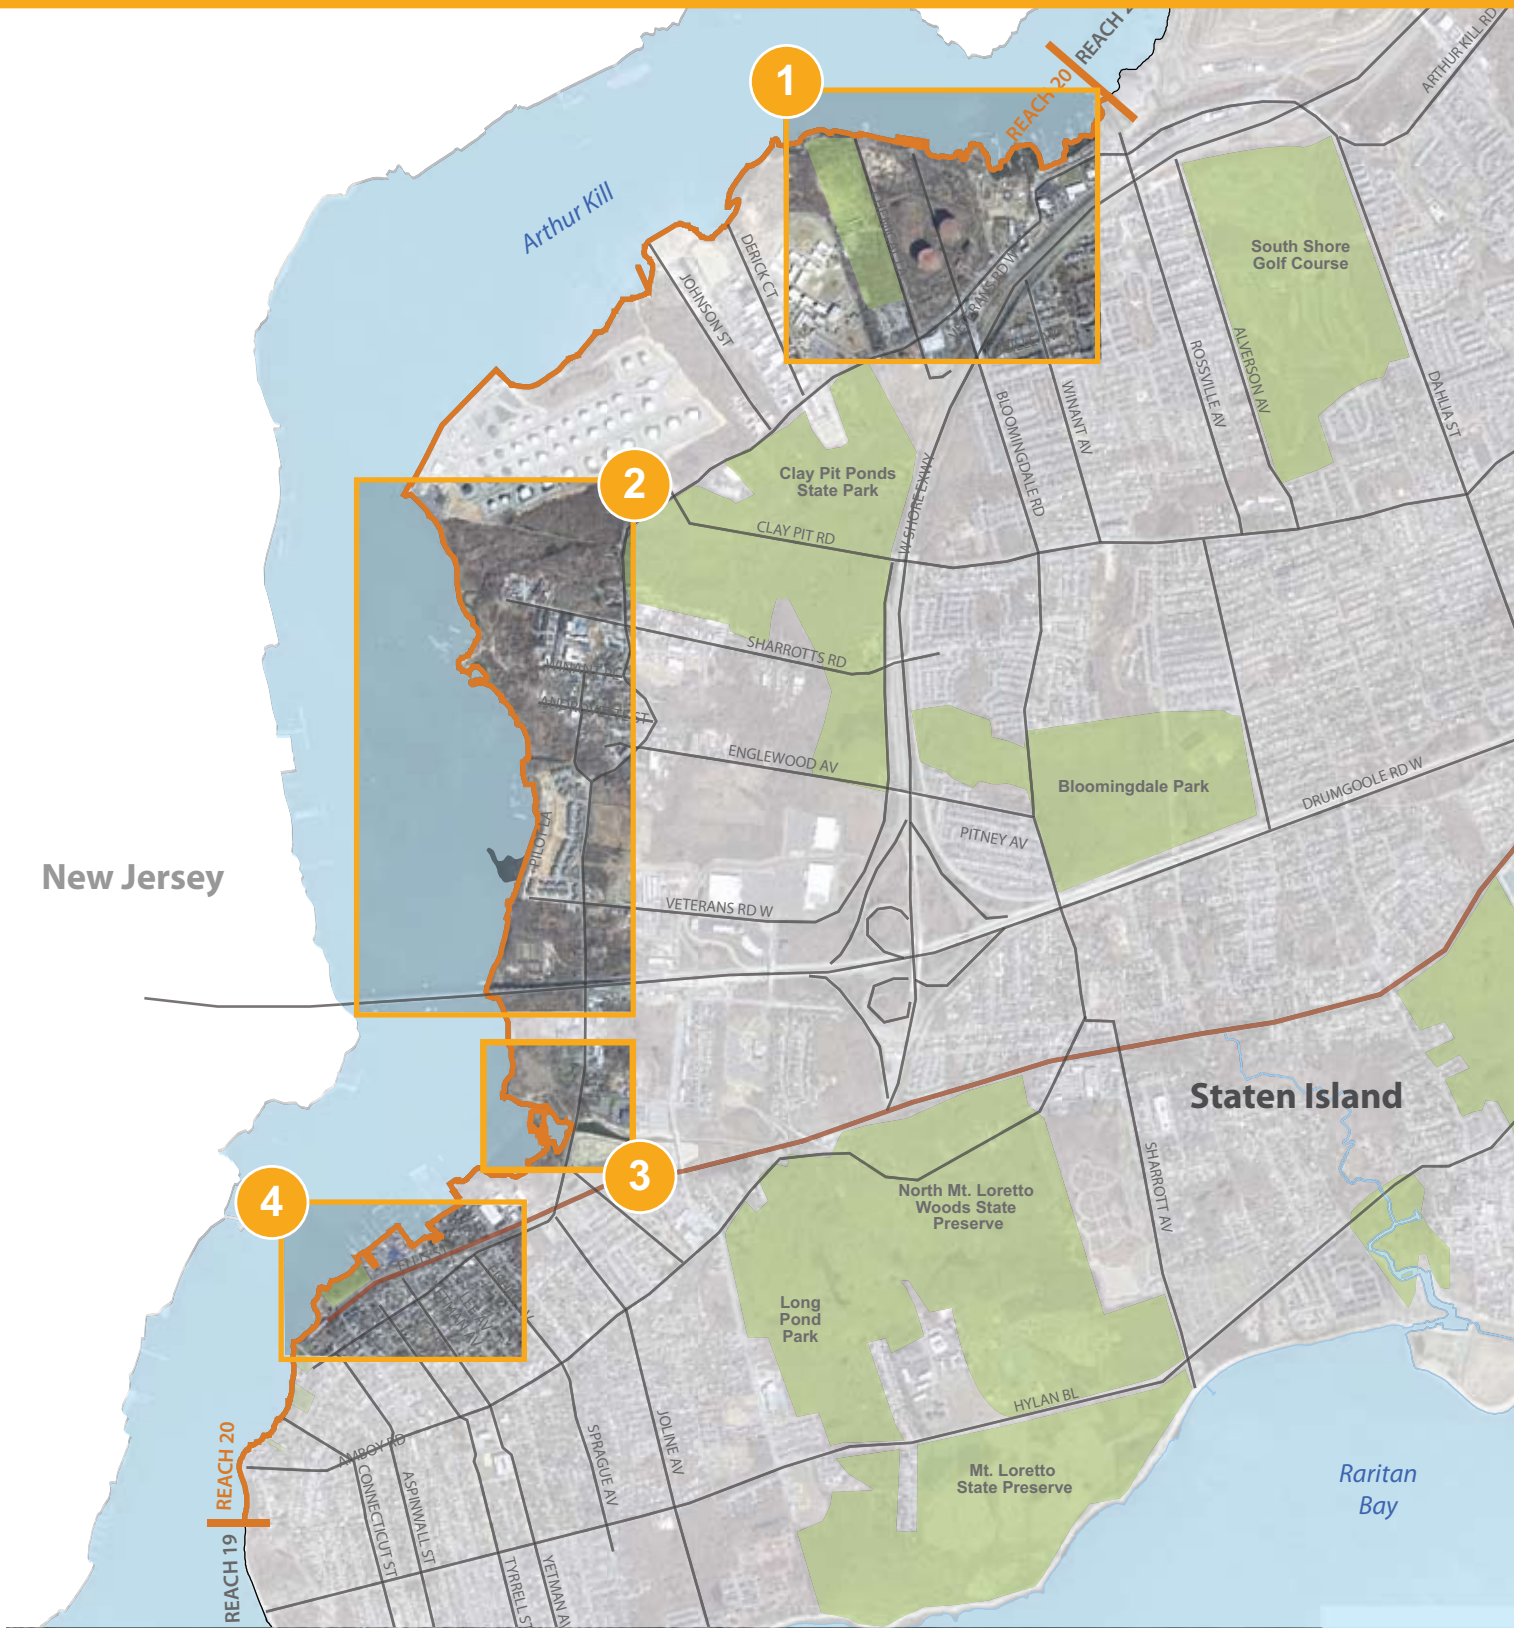 REACH 20
REACH
ARTHUR KILL RD
1
Arthur Kill
DERICK CT
JOHNSON ST
South Shore
Golf Course
ROSSVILLE AV
ALVERSON AV
DAHLIA ST
WINANT AV
BLOOMINGDALE RD
2
Clay Pit Ponds
State Park
W SHORE EXWY
CLAY PIT RD
SHARROTTS RD
ENGLEWOOD AV
Bloomingdale Park
DRUMGOOLE RD W
PITNEY AV
PILOT LA
New Jersey
VETERANS RD W
Staten Island
3
4
SHARROTT AV
North Mt. Loretto
Woods State
Preserve
Long
Pond
Park
HYLAN BL
JOLINE AV
SPRAGUE AV
AMBOY RD
CONNECTICUT ST
ASPINWALL ST
TYRRELL ST
YETMAN AV
Mt. Loretto
State Preserve
Raritan
Bay
REACH 20
REACH 19